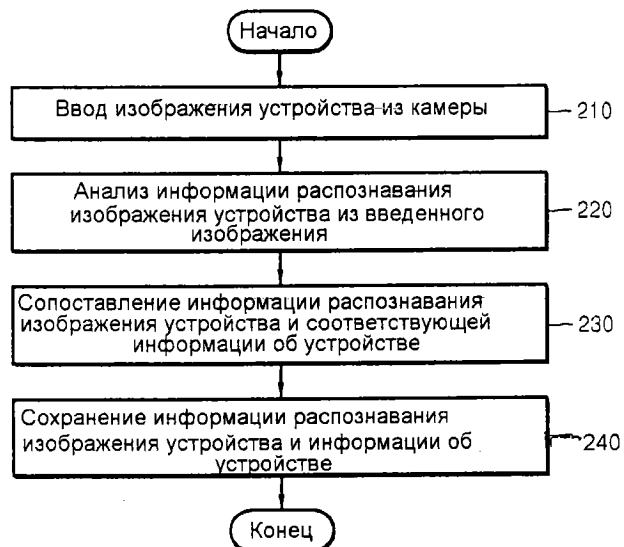 Начало
Ввод изображения устройства из камеры
210
Анализ информации распознавания
изображения устройства из введенного
изображения
220
Сопоставление информации распознавания
изображения устройства и соответствующей
информации об устройстве
230
Сохранение информации распознавания
изображения устройства и информации об
устройстве
240
Конец